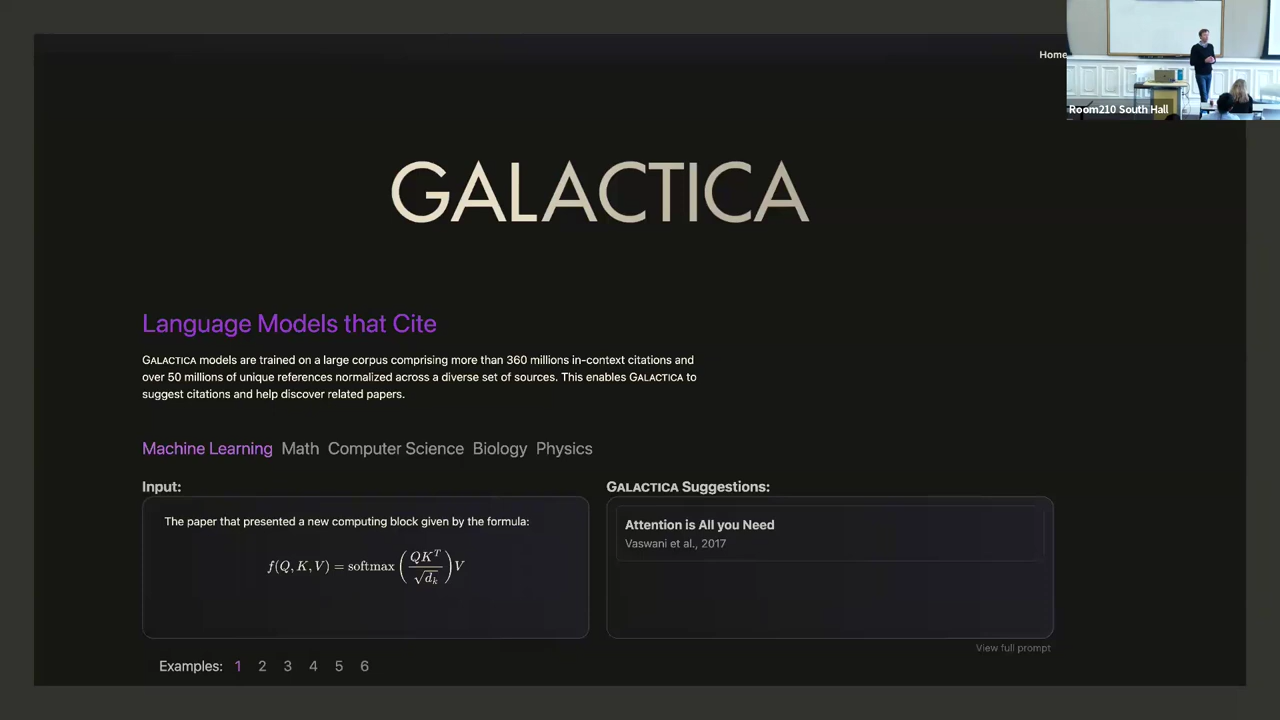 Home
Room210 South Hall
GALACTICA
Language Models that Cite
GALACTICA models are trained on a large corpus comprising more than 360 millions in-context citations and
over 50 millions of unique references normalized across a diverse set of sources. This enables GALACTICA to
suggest citations and help discover related papers.
Machine Learning Math Computer Science Biology Physics
Input:
The paper that presented a new computing block given by the formula:
f(Q, K, V) = softmax (QK^T / √d_k) V
GALACTICA Suggestions:
Attention is All you Need
Vaswani et al., 2017
View full prompt
Examples: 1 2 3 4 5 6